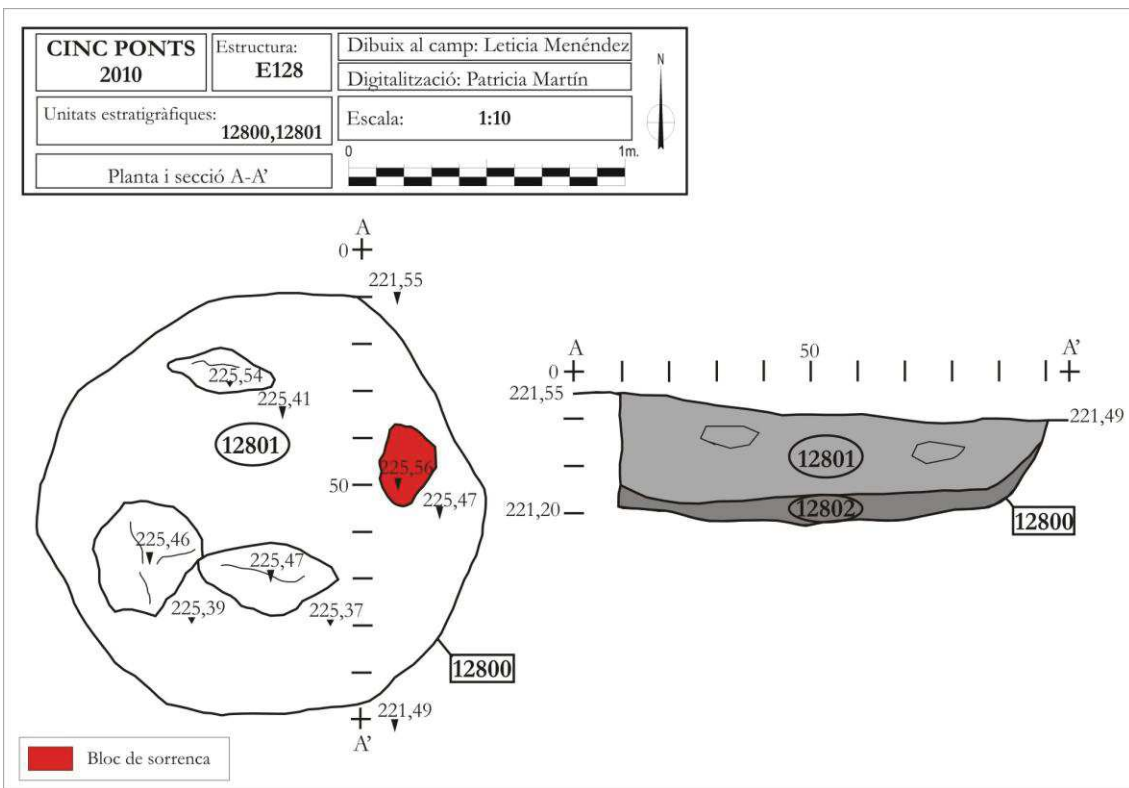 CINC PONTS
2010
Estructura:
E128
Dibuix al camp: Leticia Menéndez
Digitalització: Patricia Martín
Unitats estratigràfiques:
12800,12801
Escala: 1:10
Planta i secció A-A’
0 1m.
N
A
0
221,55
225,54
225,41
12801
225,56
50
225,47
225,46
225,47
225,39
225,37
12800
221,49
A’
A 50 A’
0
221,55
221,49
12801
221,20
12802
12800
Bloc de sorrenca